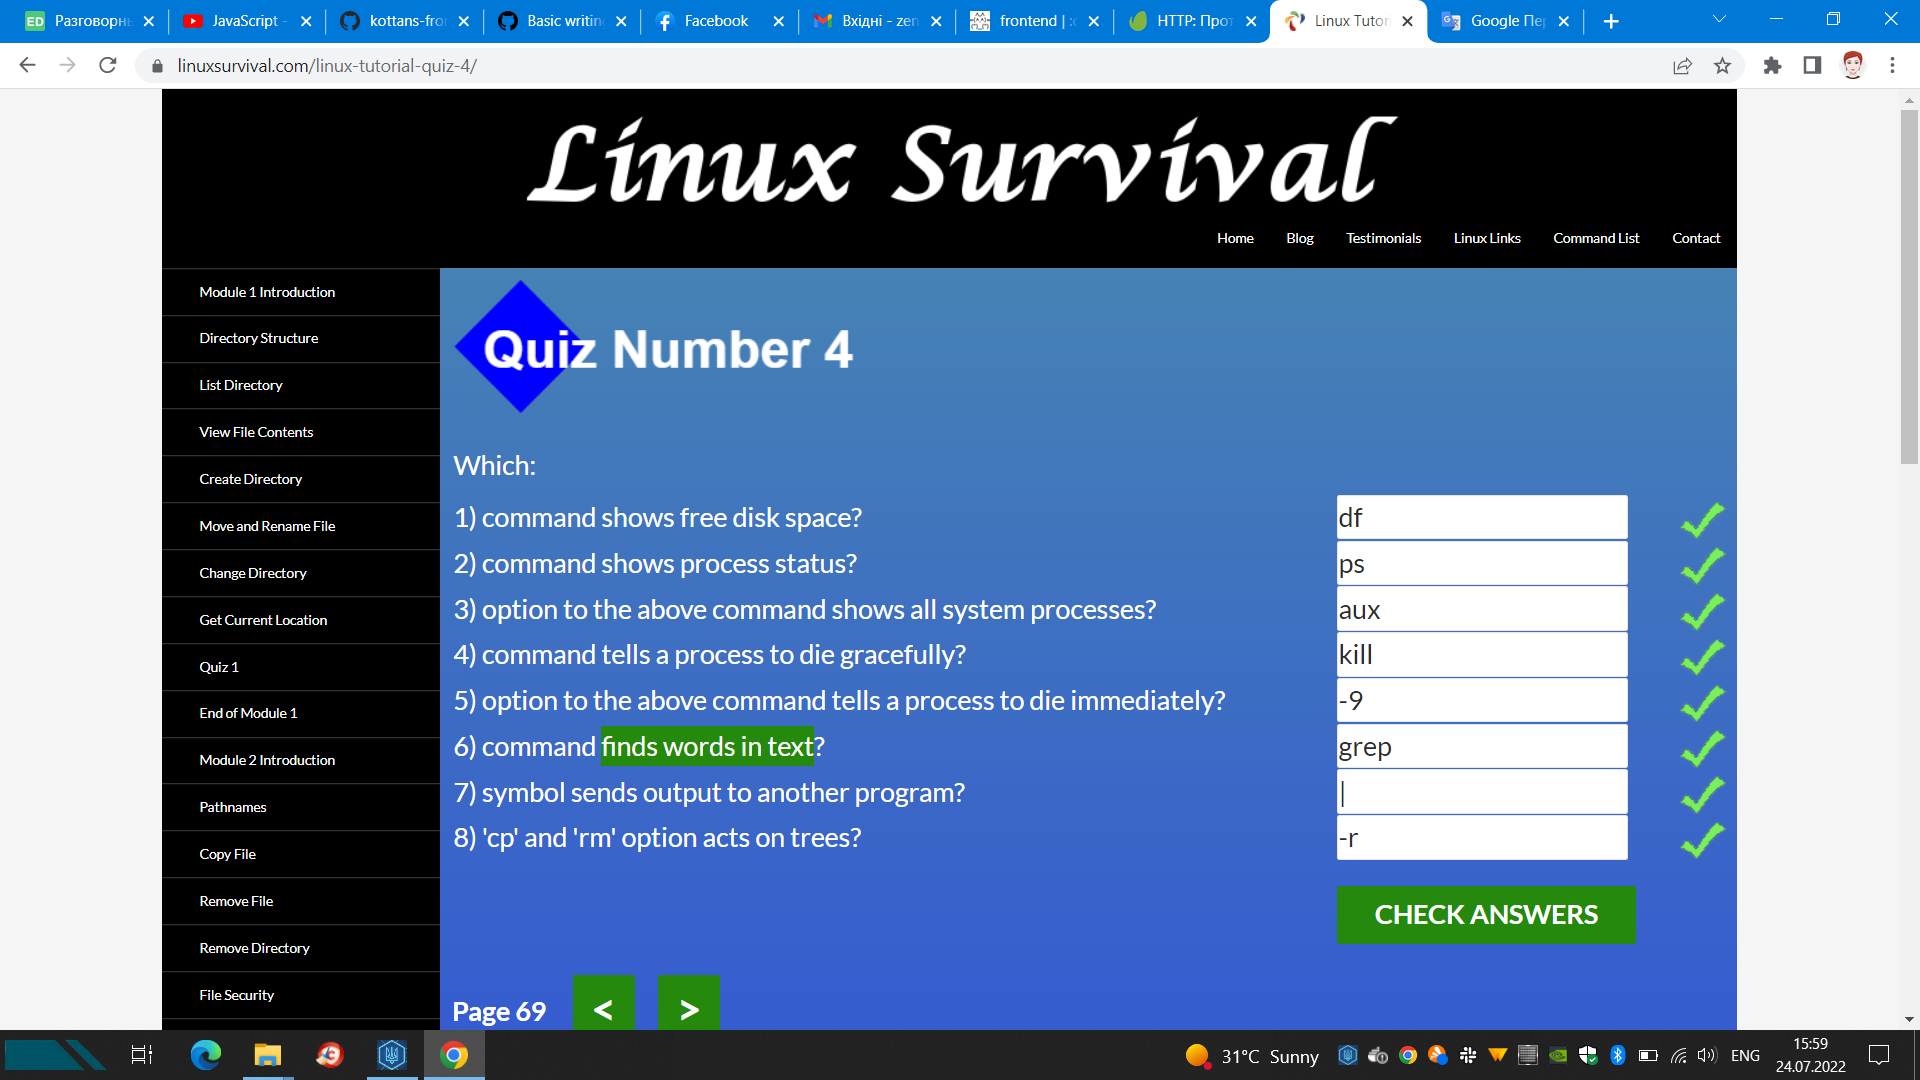 Разговорнь
JavaScript -
kottans-fron
Basic writing
Facebook
Вхідні - zen
frontend | :c
HTTP: Прот
Linux Tutor
Google Пер
linuxsurvival.com/linux-tutorial-quiz-4/
Linux Survival
Home
Blog
Testimonials
Linux Links
Command List
Contact
Module 1 Introduction
Directory Structure
List Directory
View File Contents
Create Directory
Move and Rename File
Change Directory
Get Current Location
Quiz 1
End of Module 1
Module 2 Introduction
Pathnames
Copy File
Remove File
Remove Directory
File Security
Quiz Number 4
Which:
1) command shows free disk space? df
2) command shows process status? ps
3) option to the above command shows all system processes? aux
4) command tells a process to die gracefully? kill
5) option to the above command tells a process to die immediately? -9
6) command finds words in text? grep
7) symbol sends output to another program? |
8) 'cp' and 'rm' option acts on trees? -r
CHECK ANSWERS
Page 69 < >
31°C Sunny
ENG
15:59
24.07.2022